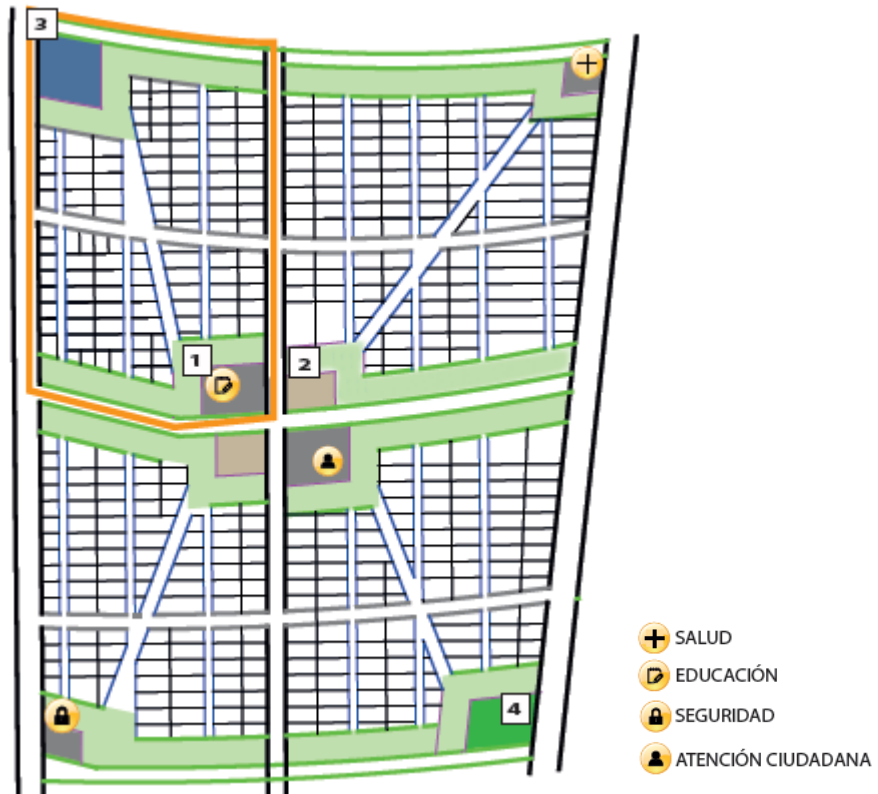 3
1
2
4
SALUD
EDUCACIÓN
SEGURIDAD
ATENCIÓN CIUDADANA